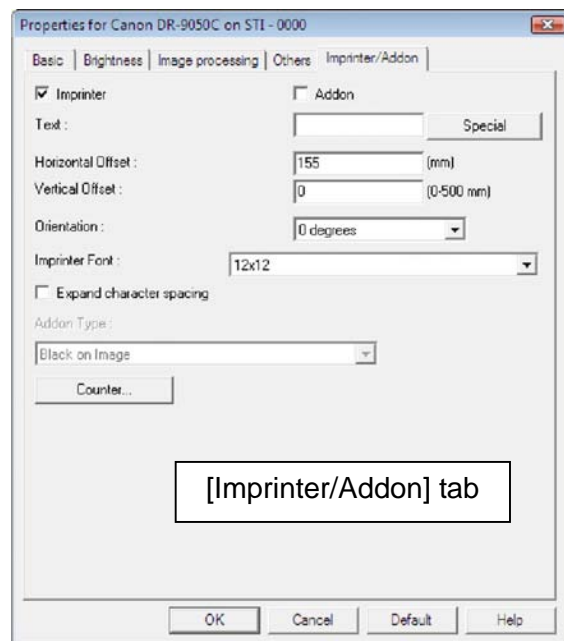 Properties for Canon DR-9050C on STI - 0000
Basic Brightness Image processing Others Imprinter/Addon
Imprinter Addon
Text : Special
Horizontal Offset : 155 (mm)
Vertical Offset : 0 (0-500 mm)
Orientation : 0 degrees
Imprinter Font : 12x12
Expand character spacing
Addon Type :
Black on Image
Counter...
[Imprinter/Addon] tab
OK Cancel Default Help